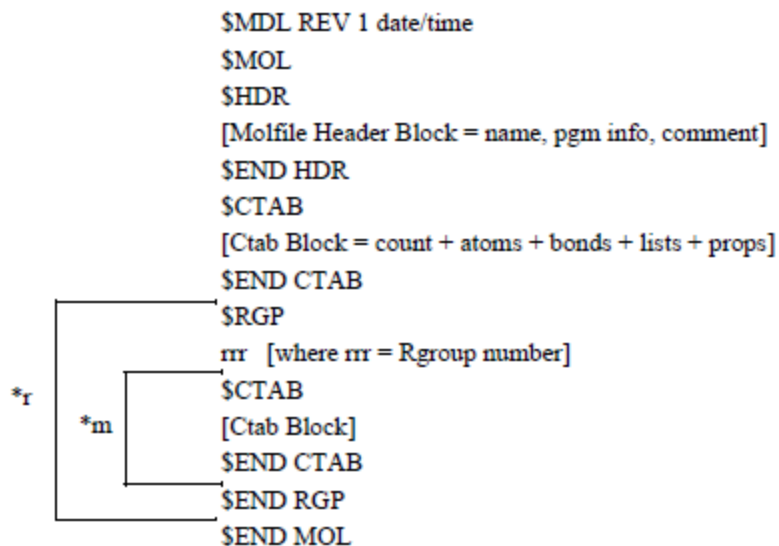 $MDL REV 1 date/time
$MOL
$HDR
[Molfile Header Block = name, pgm info, comment]
$END HDR
$CTAB
[Ctab Block = count + atoms + bonds + lists + props]
$END CTAB
$RGP
rrr [where rrr = Rgroup number]
$CTAB
*r
*m
[Ctab Block]
$END CTAB
$END RGP
$END MOL